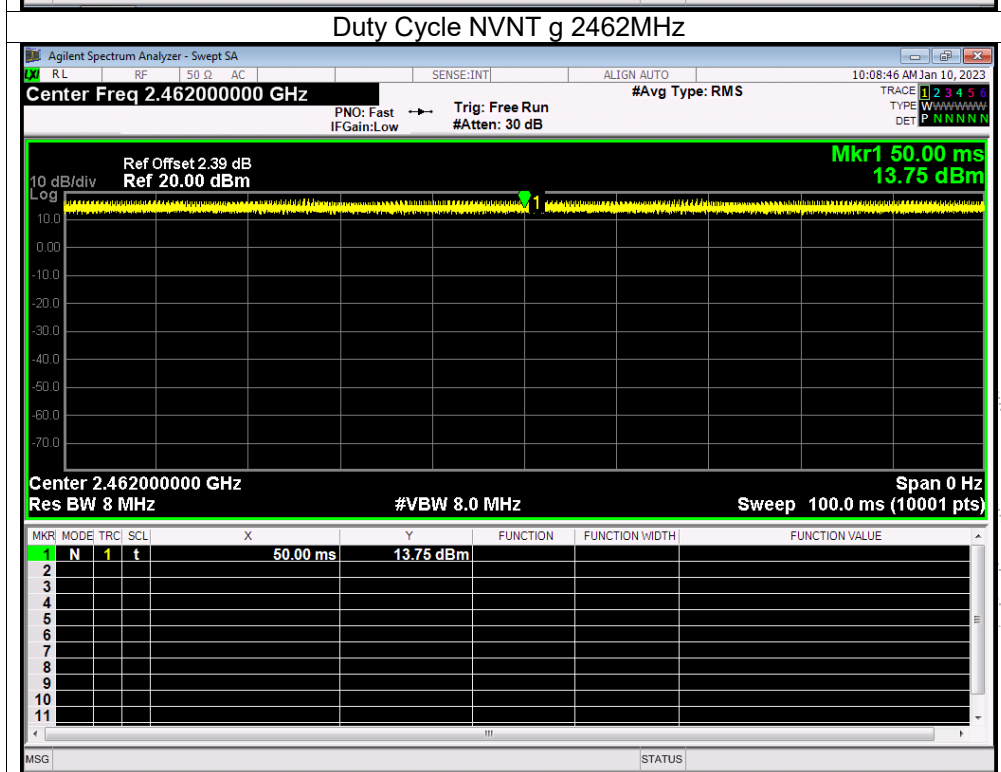 Duty Cycle NVNT g 2462MHz
Agilent Spectrum Analyzer - Swept SA
LXI RL RF 50 Ω AC SENSE:INT ALIGN AUTO 10:08:46 AM Jan 10, 2023
Center Freq 2.462000000 GHz #Avg Type: RMS TRACE 1 2 3 4 5 6
PNO: Fast Trig: Free Run TYPE WWWWWW
IFGain:Low #Atten: 30 dB DET P N N N N N
Mkr1 50.00 ms
13.75 dBm
Ref Offset 2.39 dB
10 dB/div Ref 20.00 dBm
Log
1
10.0
0.00
-10.0
-20.0
-30.0
-40.0
-50.0
-60.0
-70.0
Center 2.462000000 GHz Span 0 Hz
Res BW 8 MHz #VBW 8.0 MHz Sweep 100.0 ms (10001 pts)
MKR MODE TRC SCL X Y FUNCTION FUNCTION WIDTH FUNCTION VALUE
1 N 1 t 50.00 ms 13.75 dBm
2
3
4
5
6
7
8
9
10
11
MSG STATUS